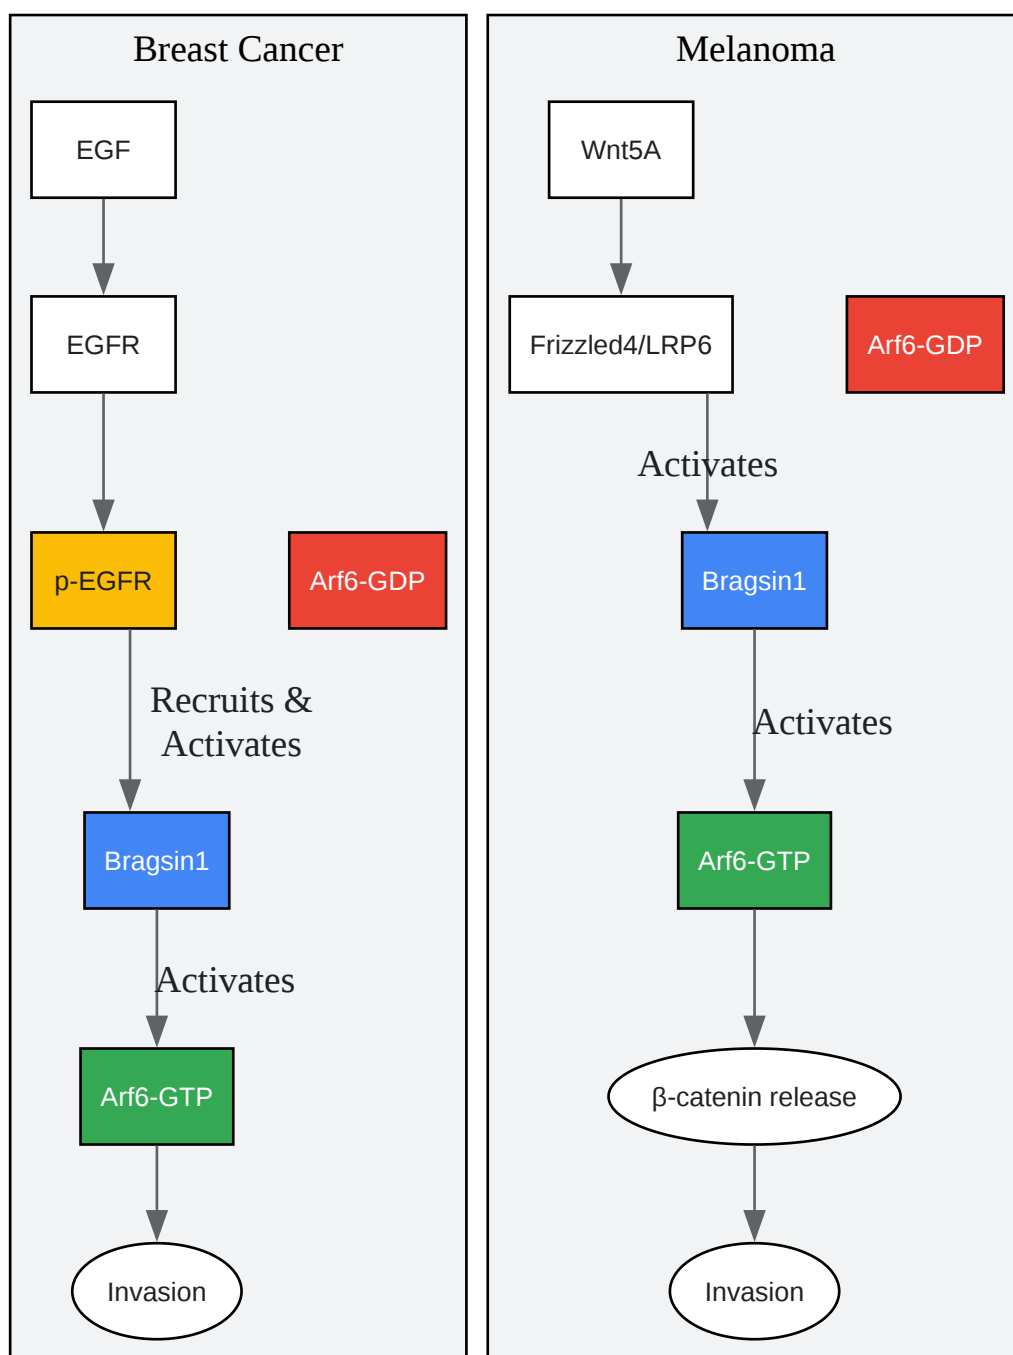 Breast Cancer
EGF
EGFR
p-EGFR
Arf6-GDP
Recruits &
Activates
Bragsin1
Activates
Arf6-GTP
Invasion
Melanoma
Wnt5A
Frizzled4/LRP6
Arf6-GDP
Activates
Bragsin1
Activates
Arf6-GTP
β-catenin release
Invasion